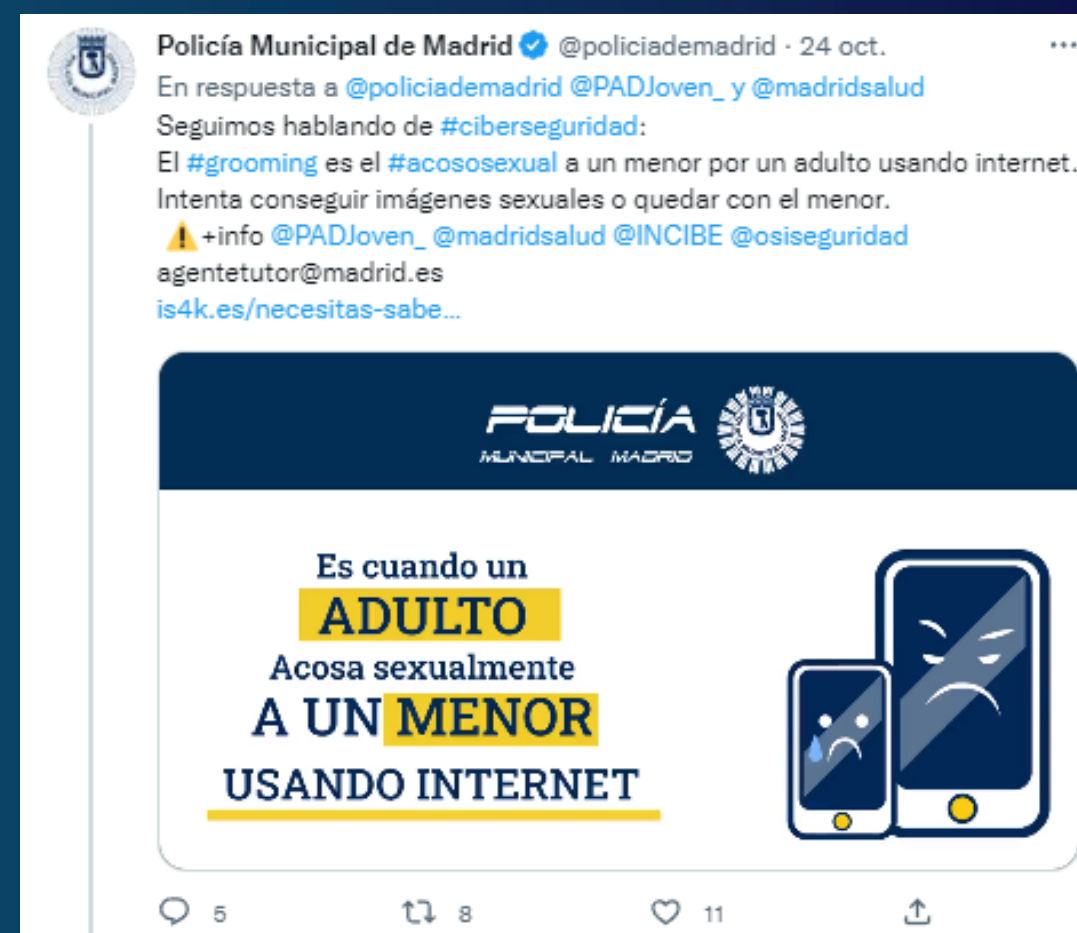 Policía Municipal de Madrid @policiademadrid · 24 oct.
En respuesta a @policiademadrid @PADJoven_ y @madridsalud
Seguimos hablando de #ciberseguridad:
El #grooming es el #acososexual a un menor por un adulto usando internet.
Intenta conseguir imágenes sexuales o quedar con el menor.
⚠️+info @PADJoven_ @madridsalud @INCIBE @osiseguridad
agentetutor@madrid.es
is4k.es/necesitas-sabe...
POLICÍA
MUNICIPAL MADRID
Es cuando un
ADULTO
Acosa sexualmente
A UN MENOR
USANDO INTERNET
5 8 11